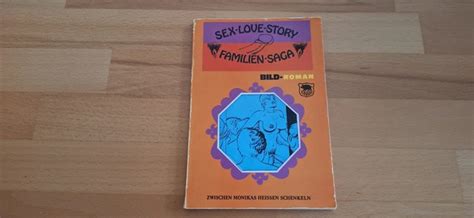 SEX-LOVE-STORY
FAMILIEN-SAGA
BILD-ROMAN
ZWISCHEN MONIKAS HEISSEN SCHENKELN